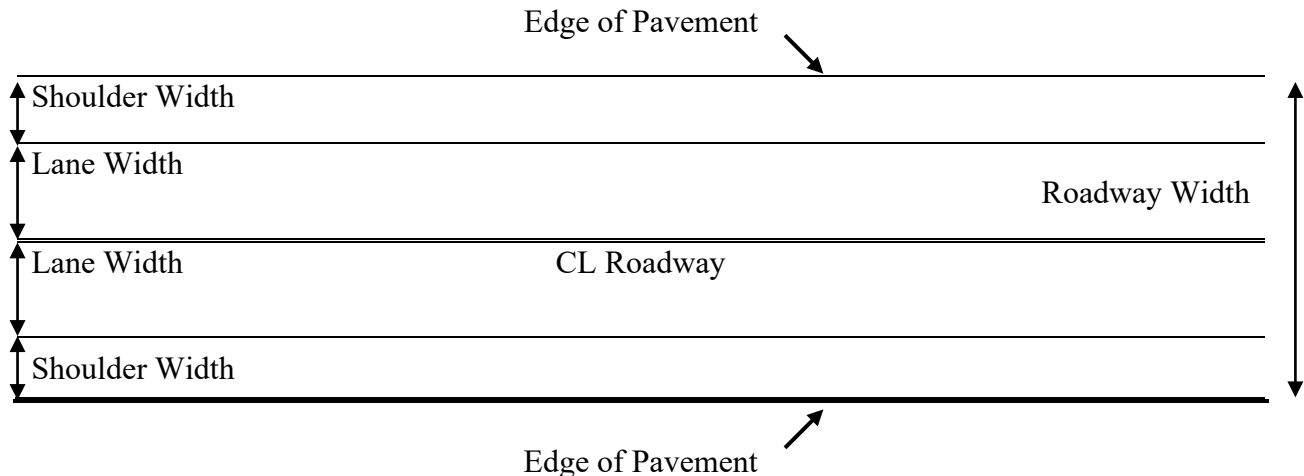 Edge of Pavement
Shoulder Width
Lane Width
Roadway Width
Lane Width
CL Roadway
Shoulder Width
Edge of Pavement